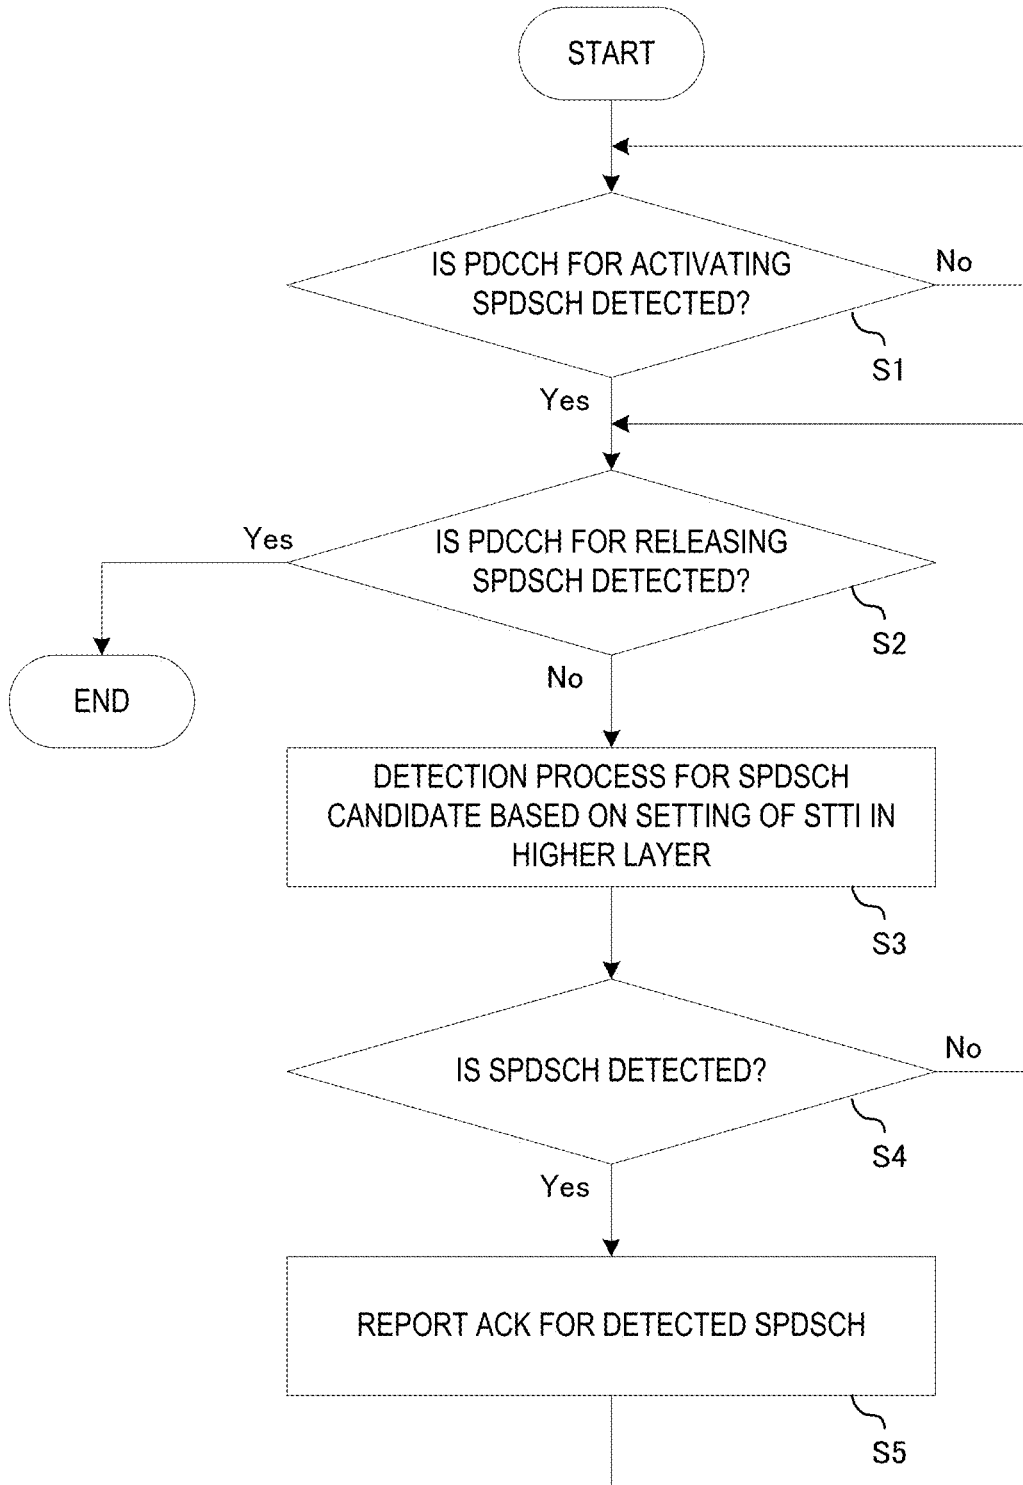 START
IS PDCCH FOR ACTIVATING
SPDSCH DETECTED?
No
S1
Yes
Yes
IS PDCCH FOR RELEASING
SPDSCH DETECTED?
S2
END
No
DETECTION PROCESS FOR SPDSCH
CANDIDATE BASED ON SETTING OF STTI IN
HIGHER LAYER
S3
IS SPDSCH DETECTED?
No
S4
Yes
REPORT ACK FOR DETECTED SPDSCH
S5